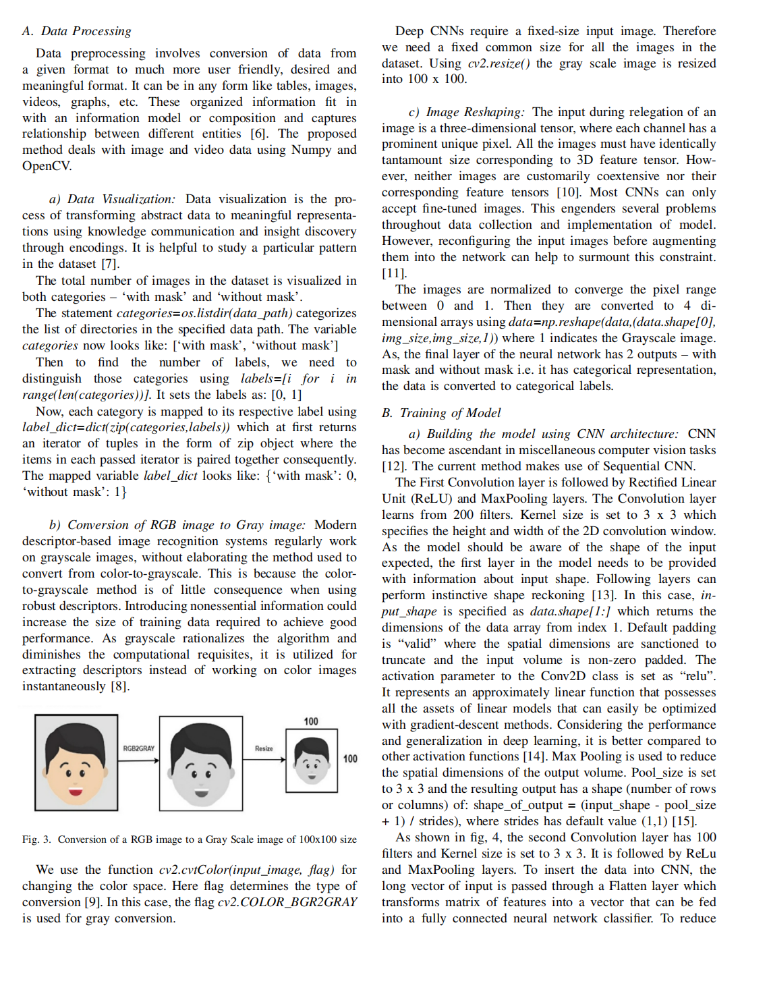 A. Data Processing
Data preprocessing involves conversion of data from
a given format to much more user friendly, desired and
meaningful format. It can be in any form like tables, images,
videos, graphs, etc. These organized information fit in
with an information model or composition and captures
relationship between different entities [6]. The proposed
method deals with image and video data using Numpy and
OpenCV.
a) Data Visualization: Data visualization is the pro-
cess of transforming abstract data to meaningful representa-
tions using knowledge communication and insight discovery
through encodings. It is helpful to study a particular pattern
in the dataset [7].
The total number of images in the dataset is visualized in
both categories – ‘with mask’ and ‘without mask’.
The statement categories=os.listdir(data_path) categorizes
the list of directories in the specified data path. The variable
categories now looks like: [‘with mask’, ‘without mask’]
Then to find the number of labels, we need to
distinguish those categories using labels=[i for i in
range(len(categories))]. It sets the labels as: [0, 1]
Now, each category is mapped to its respective label using
label_dict=dict(zip(categories,labels)) which at first returns
an iterator of tuples in the form of zip object where the
items in each passed iterator is paired together consequently.
The mapped variable label_dict looks like: {‘with mask’: 0,
‘without mask’: 1}
b) Conversion of RGB image to Gray image: Modern
descriptor-based image recognition systems regularly work
on grayscale images, without elaborating the method used to
convert from color-to-grayscale. This is because the color-
to-grayscale method is of little consequence when using
robust descriptors. Introducing nonessential information could
increase the size of training data required to achieve good
performance. As grayscale rationalizes the algorithm and
diminishes the computational requisites, it is utilized for
extracting descriptors instead of working on color images
instantaneously [8].
RGB2GRAY
Resize
100
100
Fig. 3. Conversion of a RGB image to a Gray Scale image of 100x100 size
We use the function cv2.cvtColor(input_image, flag) for
changing the color space. Here flag determines the type of
conversion [9]. In this case, the flag cv2.COLOR_BGR2GRAY
is used for gray conversion.
Deep CNNs require a fixed-size input image. Therefore
we need a fixed common size for all the images in the
dataset. Using cv2.resize() the gray scale image is resized
into 100 x 100.
c) Image Reshaping: The input during relegation of an
image is a three-dimensional tensor, where each channel has a
prominent unique pixel. All the images must have identically
tantamount size corresponding to 3D feature tensor. How-
ever, neither images are customarily coextensive nor their
corresponding feature tensors [10]. Most CNNs can only
accept fine-tuned images. This engenders several problems
throughout data collection and implementation of model.
However, reconfiguring the input images before augmenting
them into the network can help to surmount this constraint.
[11].
The images are normalized to converge the pixel range
between 0 and 1. Then they are converted to 4 di-
mensional arrays using data=np.reshape(data,(data.shape[0],
img_size,img_size,1)) where 1 indicates the Grayscale image.
As, the final layer of the neural network has 2 outputs – with
mask and without mask i.e. it has categorical representation,
the data is converted to categorical labels.
B. Training of Model
a) Building the model using CNN architecture: CNN
has become ascendant in miscellaneous computer vision tasks
[12]. The current method makes use of Sequential CNN.
The First Convolution layer is followed by Rectified Linear
Unit (ReLU) and MaxPooling layers. The Convolution layer
learns from 200 filters. Kernel size is set to 3 x 3 which
specifies the height and width of the 2D convolution window.
As the model should be aware of the shape of the input
expected, the first layer in the model needs to be provided
with information about input shape. Following layers can
perform instinctive shape reckoning [13]. In this case, in-
put_shape is specified as data.shape[1:] which returns the
dimensions of the data array from index 1. Default padding
is “valid” where the spatial dimensions are sanctioned to
truncate and the input volume is non-zero padded. The
activation parameter to the Conv2D class is set as “relu”.
It represents an approximately linear function that possesses
all the assets of linear models that can easily be optimized
with gradient-descent methods. Considering the performance
and generalization in deep learning, it is better compared to
other activation functions [14]. Max Pooling is used to reduce
the spatial dimensions of the output volume. Pool_size is set
to 3 x 3 and the resulting output has a shape (number of rows
or columns) of: shape_of_output = (input_shape - pool_size
+ 1) / strides), where strides has default value (1,1) [15].
As shown in fig, 4, the second Convolution layer has 100
filters and Kernel size is set to 3 x 3. It is followed by ReLu
and MaxPooling layers. To insert the data into CNN, the
long vector of input is passed through a Flatten layer which
transforms matrix of features into a vector that can be fed
into a fully connected neural network classifier. To reduce